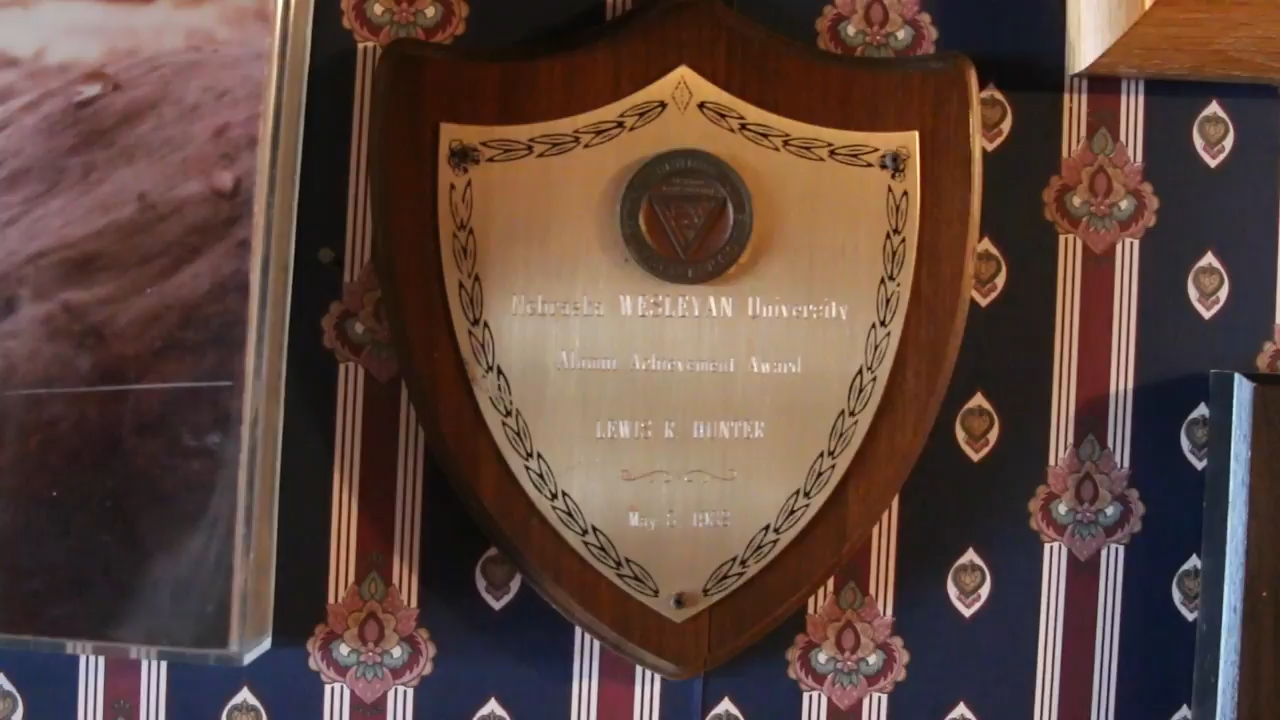 Nebraska WESLEYAN University
Alumni Achievement Award
LEWIS K. HUNTER
May